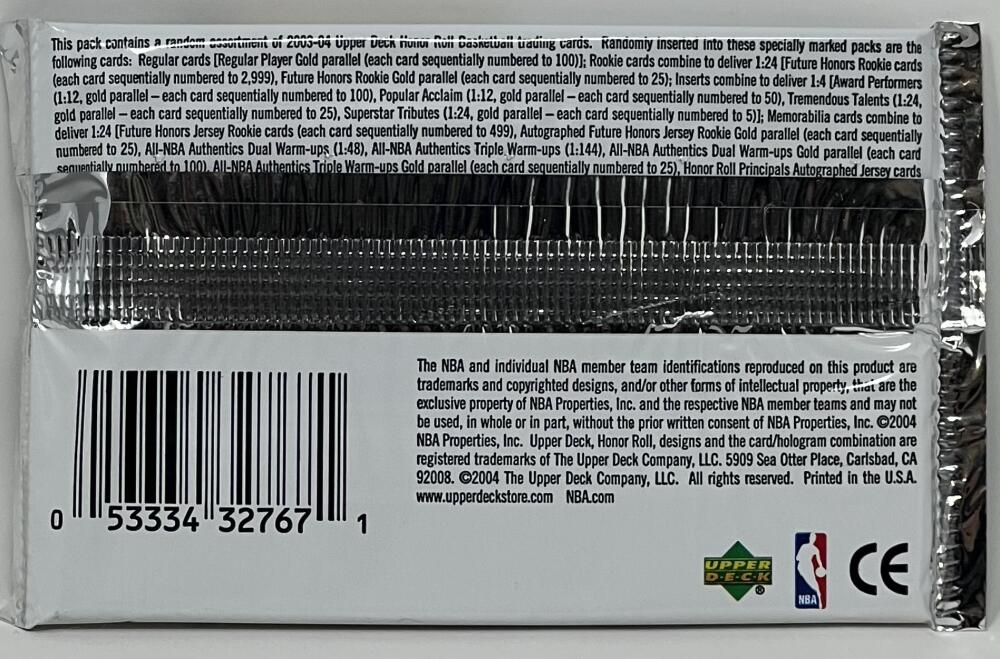 This pack contains a random assortment of 2003-04 Upper Deck Honor Roll Basketball trading cards. Randomly inserted into these specially marked packs are the
following cards: Regular cards [Regular Player Gold parallel (each card sequentially numbered to 100)]; Rookie cards combine to deliver 1:24 [Future Honors Rookie cards
(each card sequentially numbered to 2,999), Future Honors Rookie Gold parallel (each card sequentially numbered to 25); Inserts combine to deliver 1:4 [Award Performers
(1:12, gold parallel – each card sequentially numbered to 100), Popular Acclaim (1:12, gold parallel – each card sequentially numbered to 50), Tremendous Talents (1:24,
gold parallel – each card sequentially numbered to 25), Superstar Tributes (1:24, gold parallel – each card sequentially numbered to 5)]; Memorabilia cards combine to
deliver 1:24 [Future Honors Jersey Rookie cards (each card sequentially numbered to 499), Autographed Future Honors Jersey Rookie Gold parallel (each card sequentially
numbered to 25), All-NBA Authentics Dual Warm-ups (1:48), All-NBA Authentics Triple Warm-ups (1:144), All-NBA Authentics Dual Warm-ups Gold parallel (each card
sequentially numbered to 100), All-NBA Authentics Triple Warm-ups Gold parallel (each card sequentially numbered to 25), Honor Roll Principals Autographed Jersey cards
The NBA and individual NBA member team identifications reproduced on this product are
trademarks and copyrighted designs, and/or other forms of intellectual property, that are the
exclusive property of NBA Properties, Inc. and the respective NBA member teams and may not
be used, in whole or in part, without the prior written consent of NBA Properties, Inc. ©2004
NBA Properties, Inc. Upper Deck, Honor Roll, designs and the card/hologram combination are
registered trademarks of The Upper Deck Company, LLC. 5909 Sea Otter Place, Carlsbad, CA
92008. ©2004 The Upper Deck Company, LLC. All rights reserved. Printed in the U.S.A.
www.upperdeckstore.com NBA.com
0 53334 32767 1
UPPER
D·E·C·K
®
NBA
CE